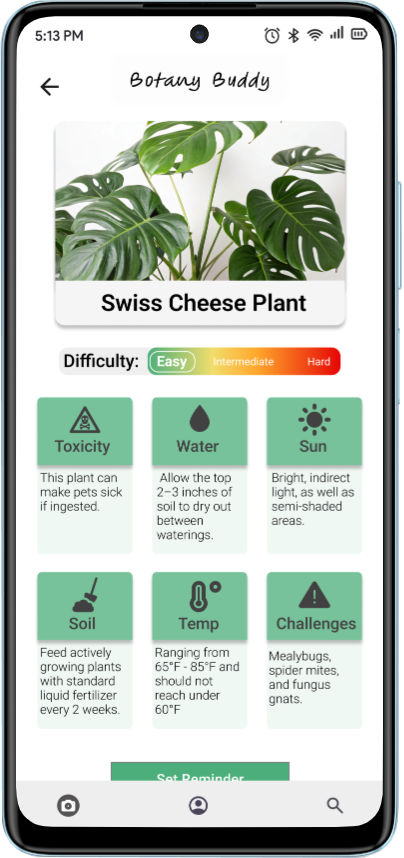 5:13 PM
Botany Buddy
Swiss Cheese Plant
Difficulty: Easy Intermediate Hard
Toxicity
This plant can
make pets sick
if ingested.
Water
Allow the top
2–3 inches of
soil to dry out
between
waterings.
Sun
Bright, indirect
light, as well as
semi-shaded
areas.
Soil
Feed actively
growing plants
with standard
liquid fertilizer
every 2 weeks.
Temp
Ranging from
65°F - 85°F and
should not
reach under
60°F
Challenges
Mealybugs,
spider mites,
and fungus
gnats.
Set Reminder